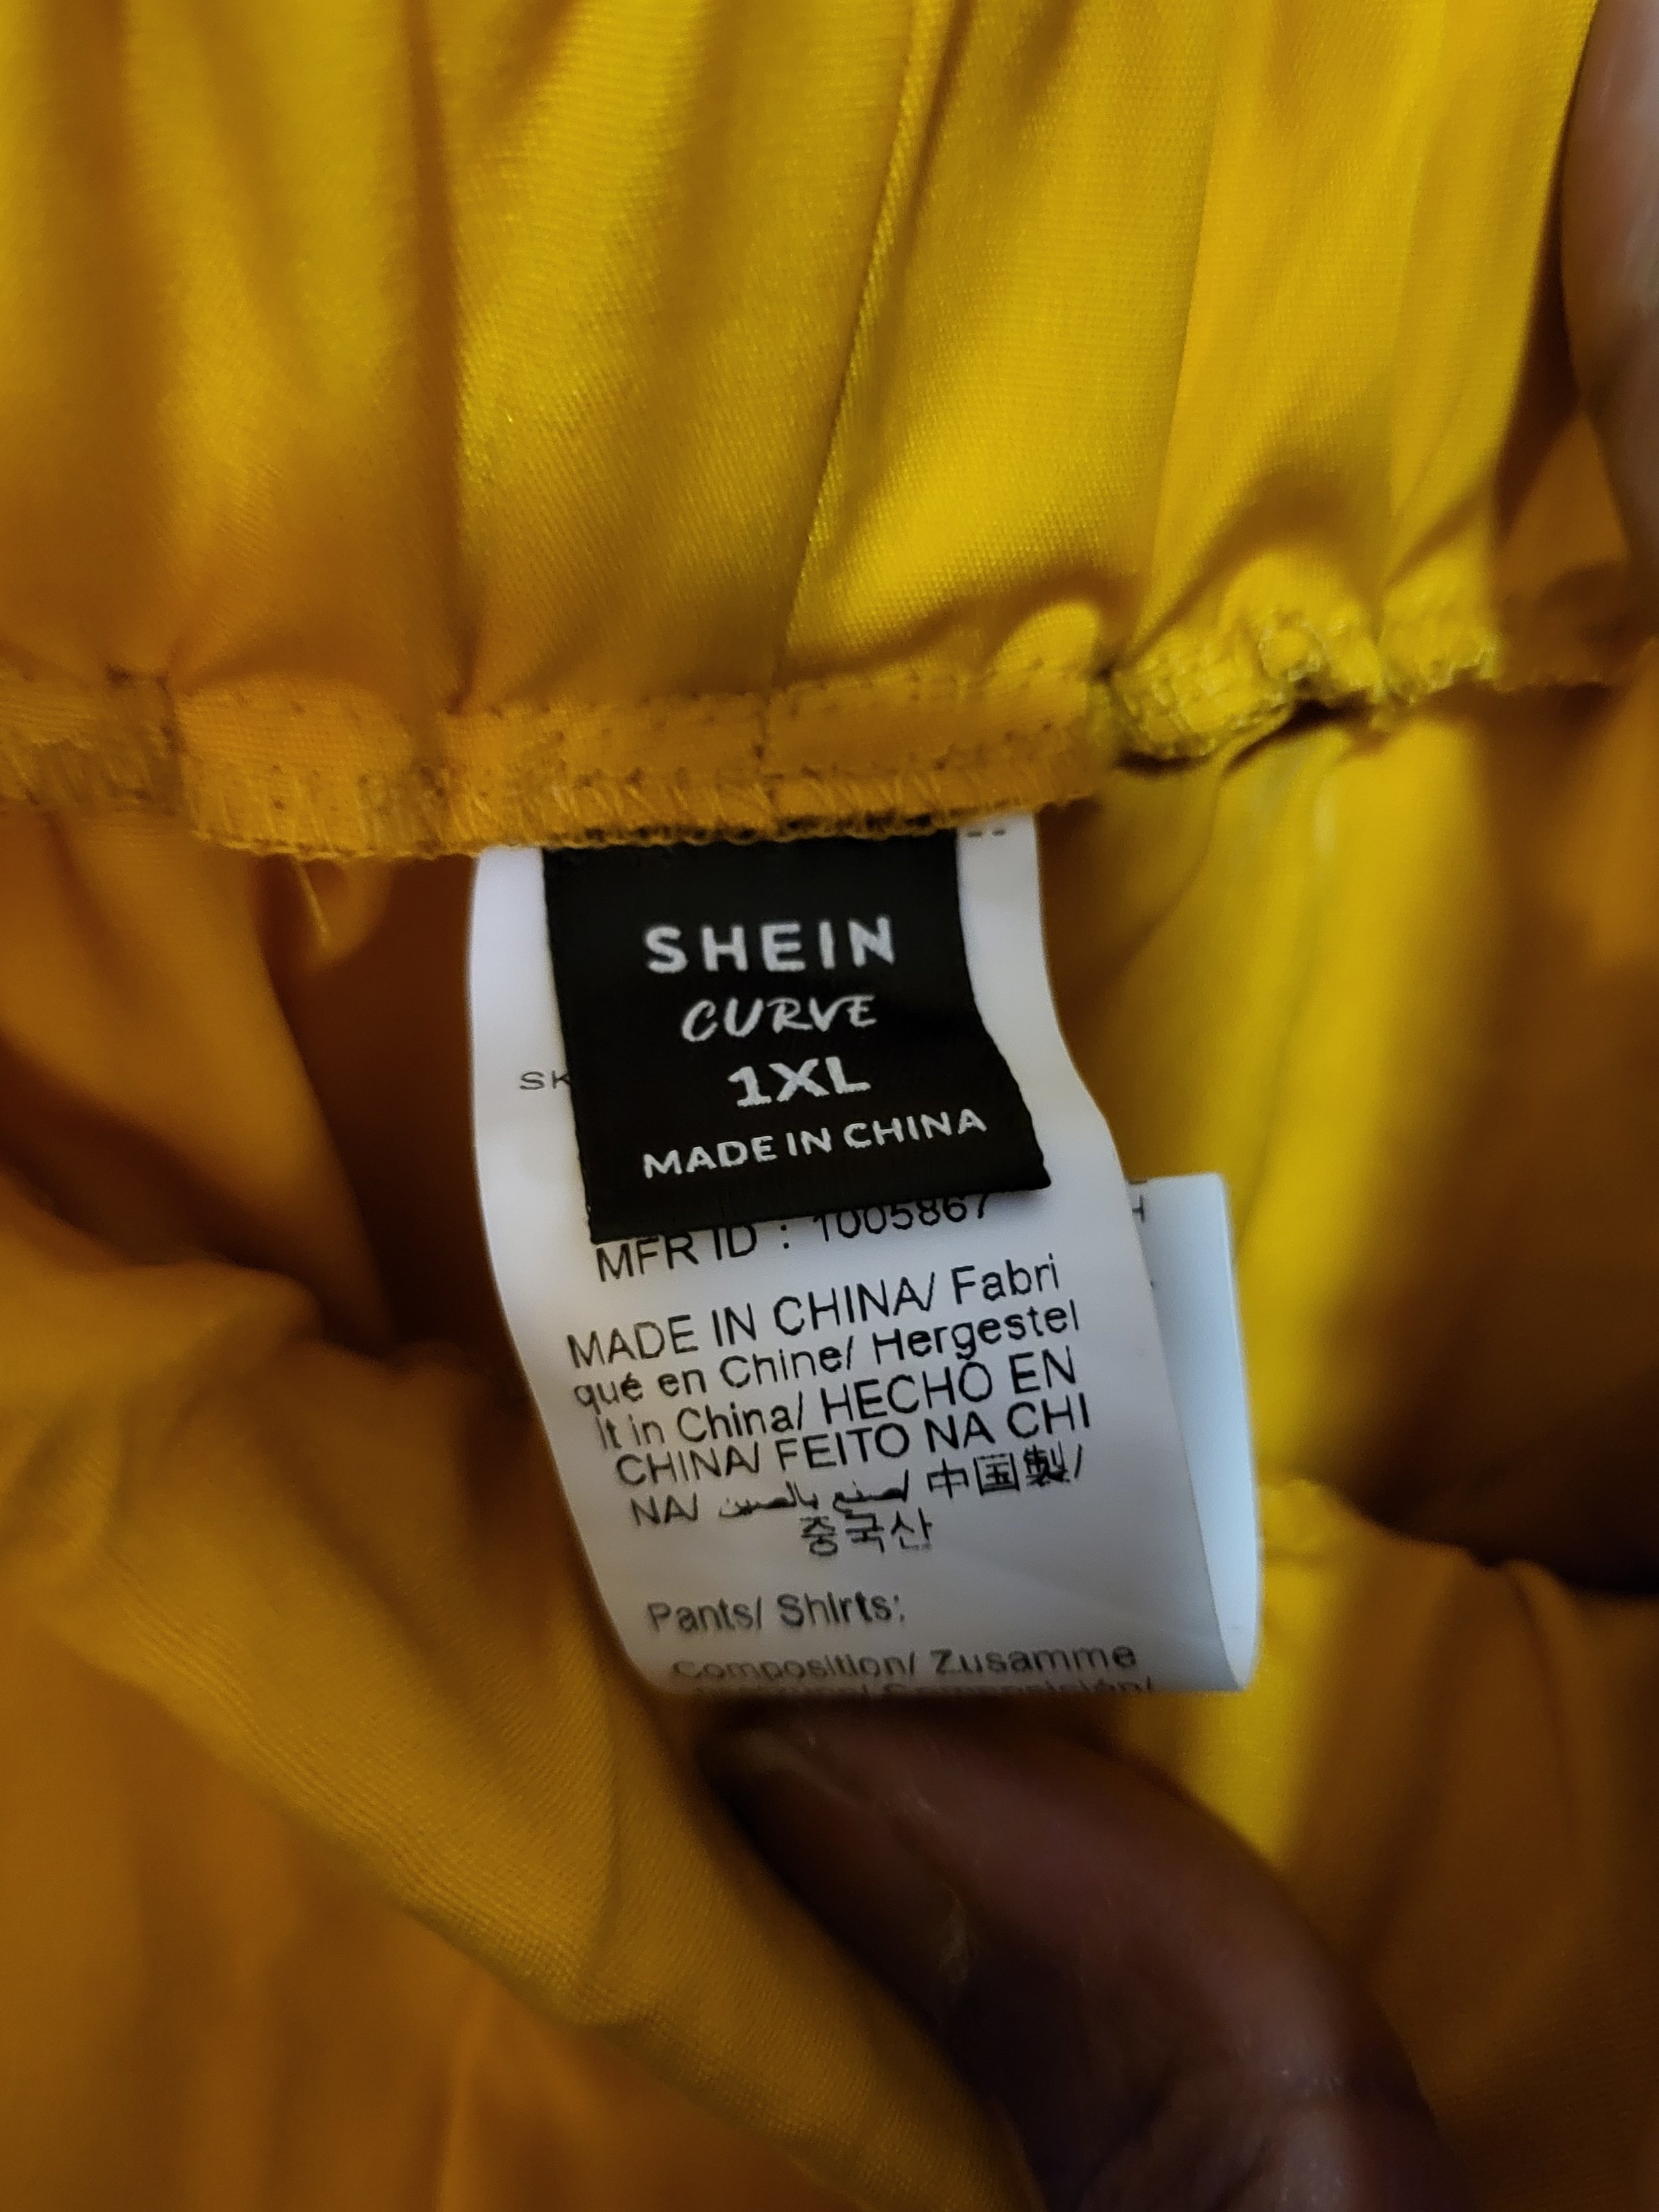 SHEIN
CURVE
1XL
MADE IN CHINA
SK
MFR ID : 1005867
MADE IN CHINA/ Fabri
qué en Chine/ Hergestel
lt in China/ HECHO EN
CHINA/ FEITO NA CHI
NA/ صنع بالصين/ 中国製/
중국산
Pants/ Shirts:
Composition/ Zusamme